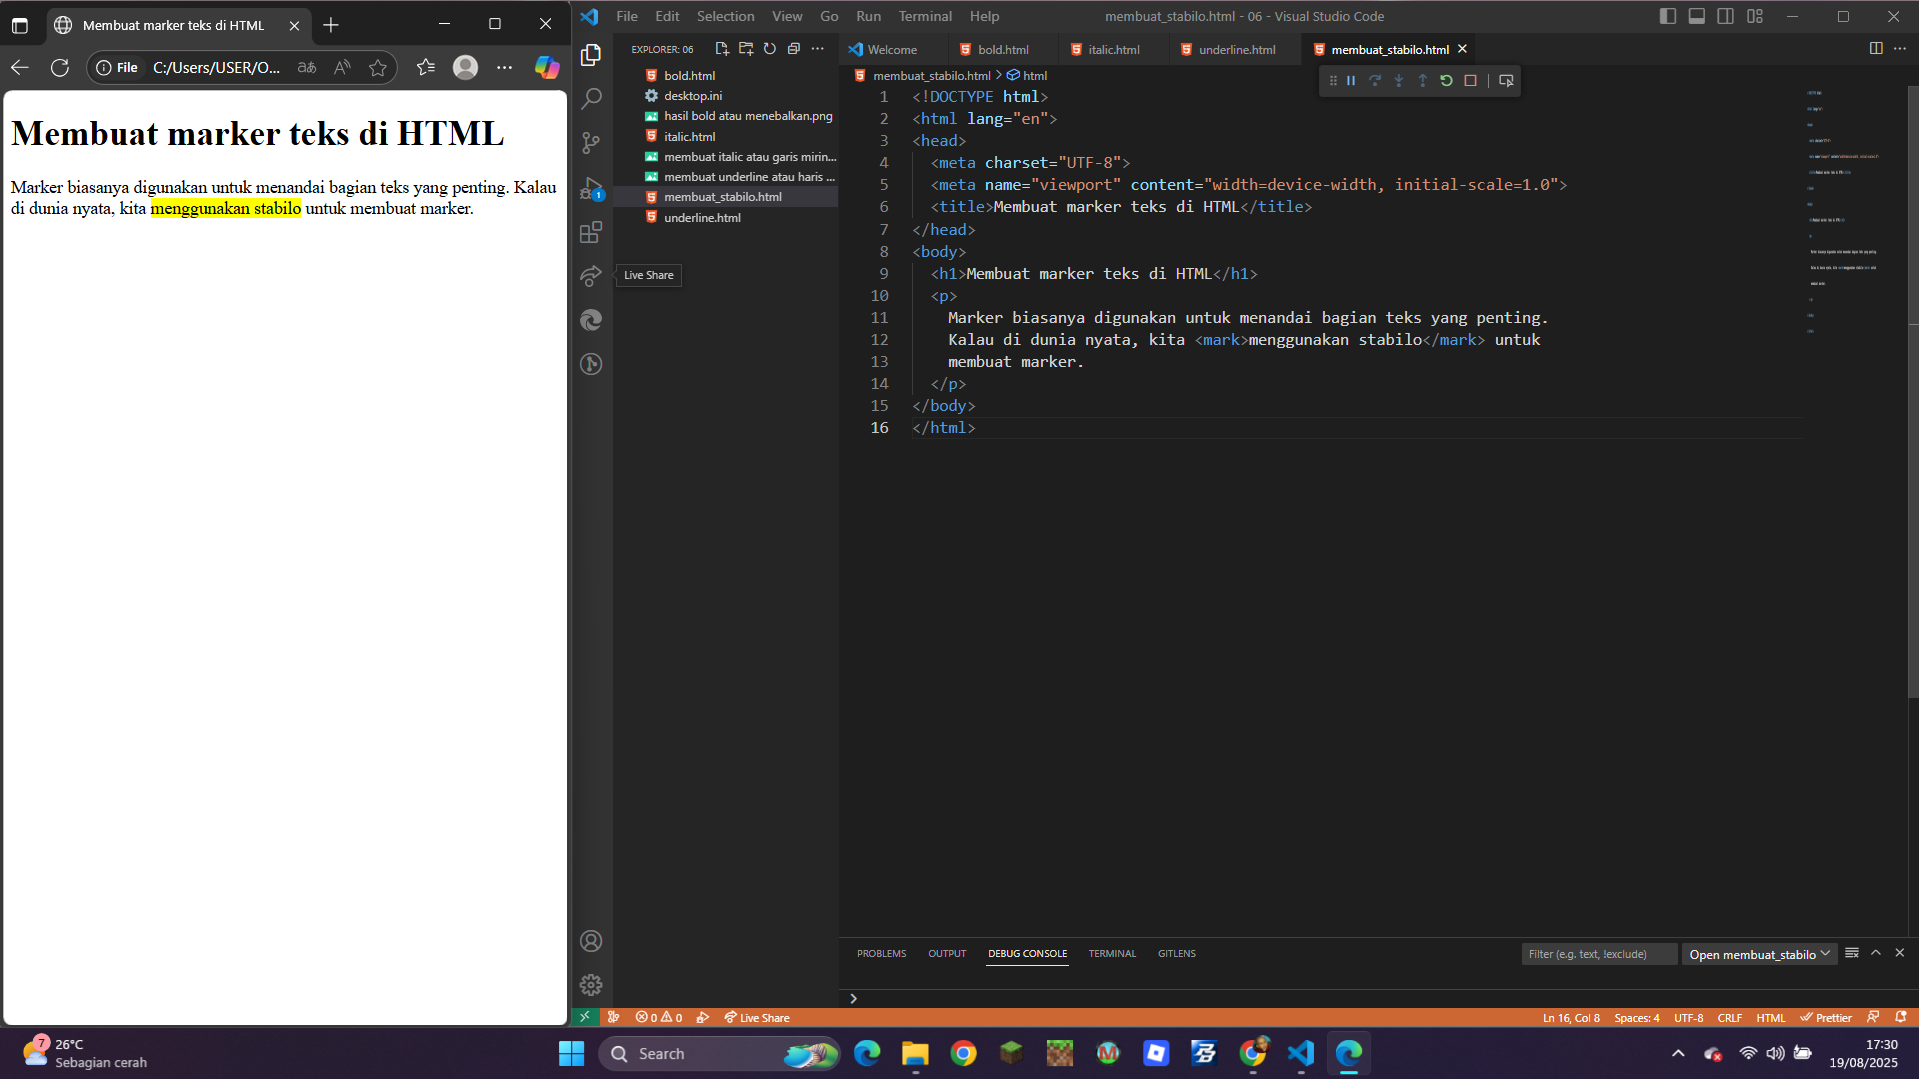 Membuat marker teks di HTML
File
C:/Users/USER/O...
Membuat marker teks di HTML
Marker biasanya digunakan untuk menandai bagian teks yang penting. Kalau
di dunia nyata, kita menggunakan stabilo untuk membuat marker.
File Edit Selection View Go Run Terminal Help
membuat_stabilo.html - 06 - Visual Studio Code
EXPLORER: 06
bold.html
desktop.ini
hasil bold atau menebalkan.png
italic.html
membuat italic atau garis mirin...
membuat underline atau haris ...
membuat_stabilo.html
underline.html
1
Live Share
Welcome
bold.html
italic.html
underline.html
membuat_stabilo.html
membuat_stabilo.html > html
1 <!DOCTYPE html>
2 <html lang="en">
3 <head>
4 <meta charset="UTF-8">
5 <meta name="viewport" content="width=device-width, initial-scale=1.0">
6 <title>Membuat marker teks di HTML</title>
7 </head>
8 <body>
9 <h1>Membuat marker teks di HTML</h1>
10 <p>
11 Marker biasanya digunakan untuk menandai bagian teks yang penting.
12 Kalau di dunia nyata, kita <mark>menggunakan stabilo</mark> untuk
13 membuat marker.
14 </p>
15 </body>
16 </html>
PROBLEMS OUTPUT DEBUG CONSOLE TERMINAL GITLENS
Filter (e.g. text, !exclude)
Open membuat_stabilo
0 0 Live Share
Ln 16, Col 8 Spaces: 4 UTF-8 CRLF HTML Prettier
7
26°C
Sebagian cerah
Search
17:30
19/08/2025